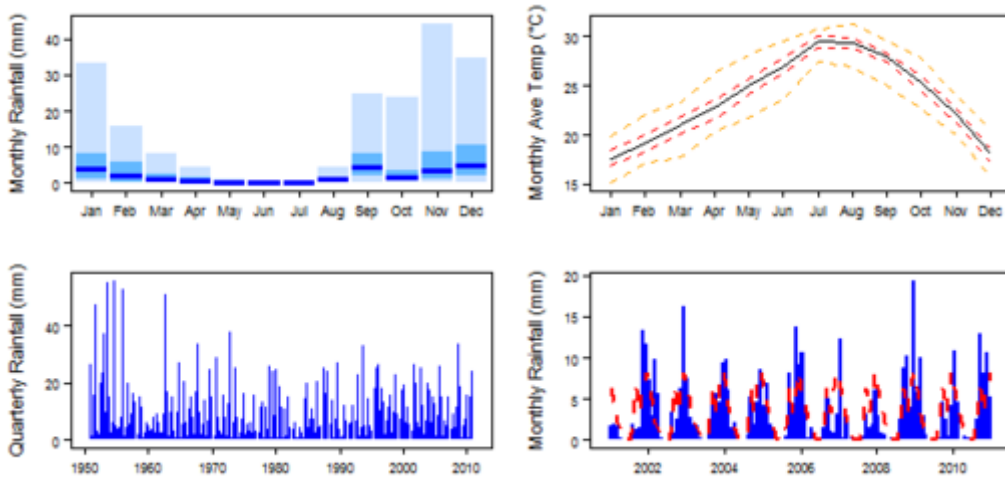 Monthly Rainfall (mm)
40
30
20
10
0
Jan Feb Mar Apr May Jun Jul Aug Sep Oct Nov Dec
Monthly Ave Temp (°C)
30
25
20
15
Jan Feb Mar Apr May Jun Jul Aug Sep Oct Nov Dec
Quarterly Rainfall (mm)
40
20
0
1950 1960 1970 1980 1990 2000 2010
Monthly Rainfall (mm)
20
15
10
5
0
2002 2004 2006 2008 2010